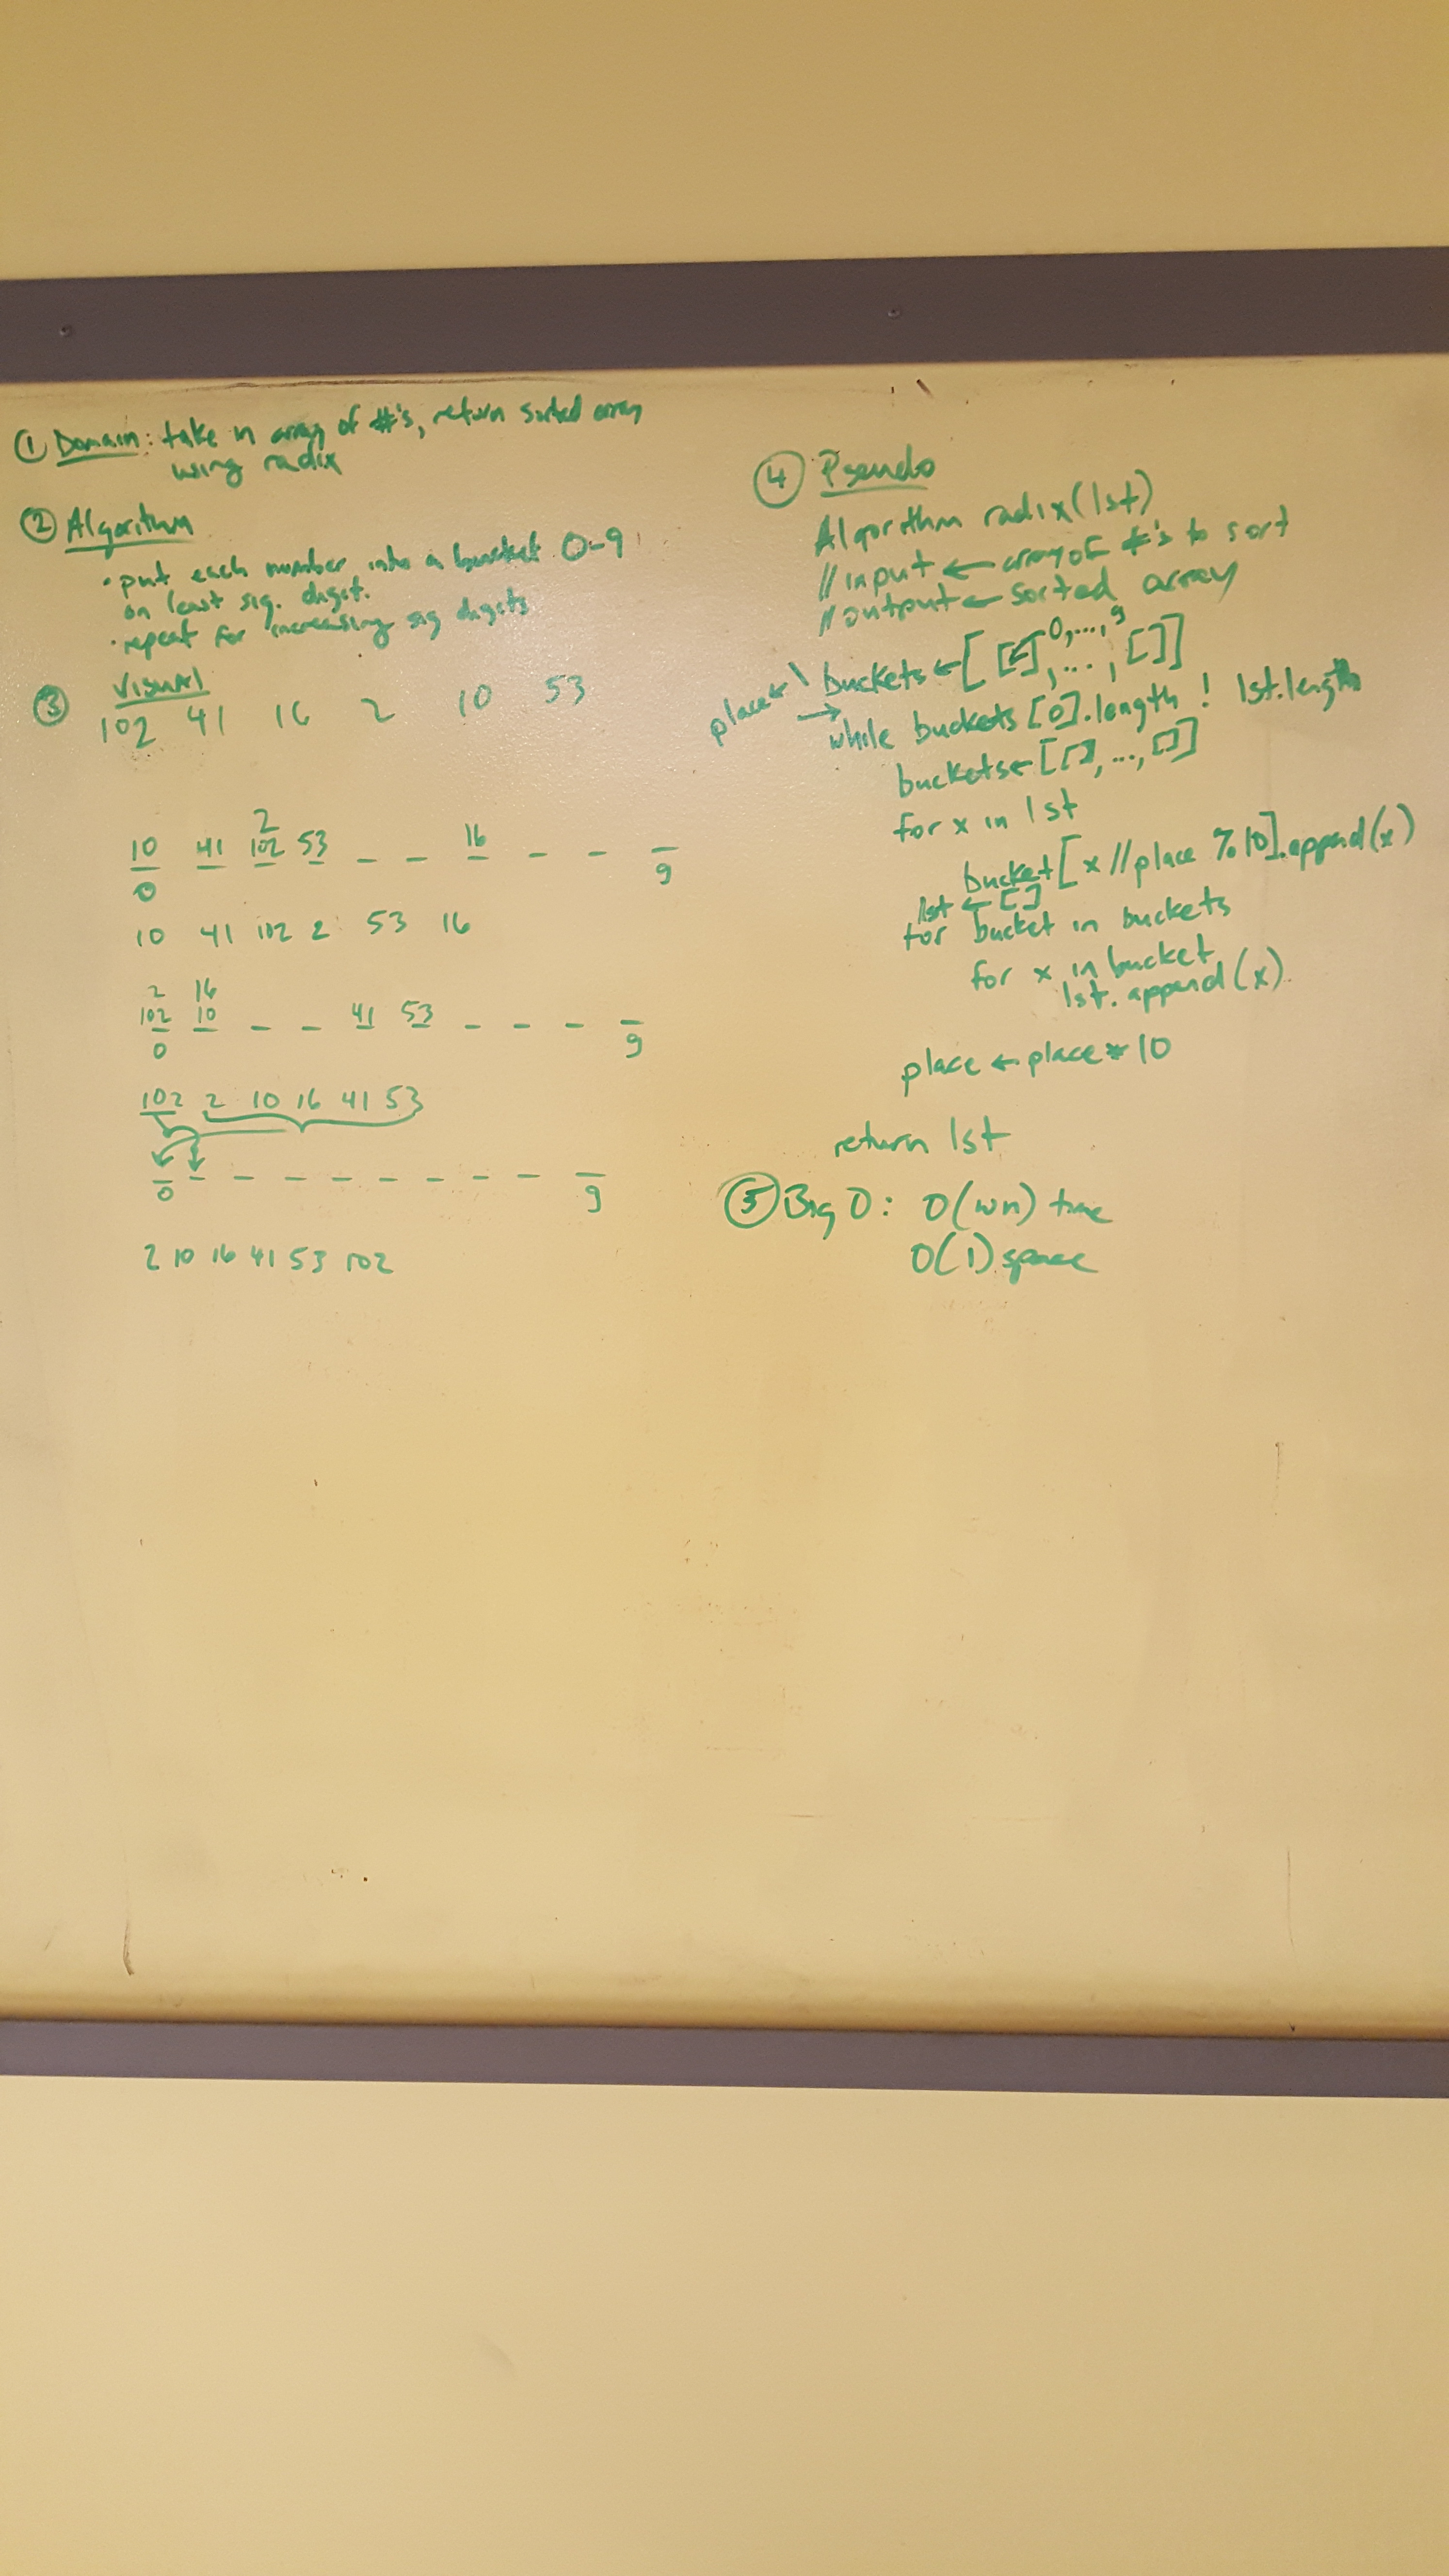 ① Domain: take in array of #'s, return sorted array
using radix
② Algorithm
• put each number into a bucket 0-9
on least sig. digit.
• repeat for increasing sig digits
③ Visual
102 41 16 2 10 53
2
10 41 102 53 _ _ 16 _ _ _
0 9
10 41 102 2 53 16
2 16
102 10 _ _ 41 53 _ _ _ _
0 9
102 2 10 16 41 53
_ _ _ _ _ _ _ _ _ _
0 9
2 10 16 41 53 102
④ Pseudo
Algorithm radix(lst)
// input ← array of #'s to sort
// output ← sorted array
0,...,9
place ← 1 buckets ← [[], ..., []]
→ while buckets[0].length ! lst.length
buckets ← [[], ..., []]
for x in lst
bucket[x // place % 10].append(x)
lst ← []
for bucket in buckets
for x in bucket
lst.append(x)
place ← place * 10
return lst
⑤ Big O: O(wn) time
O(1) space